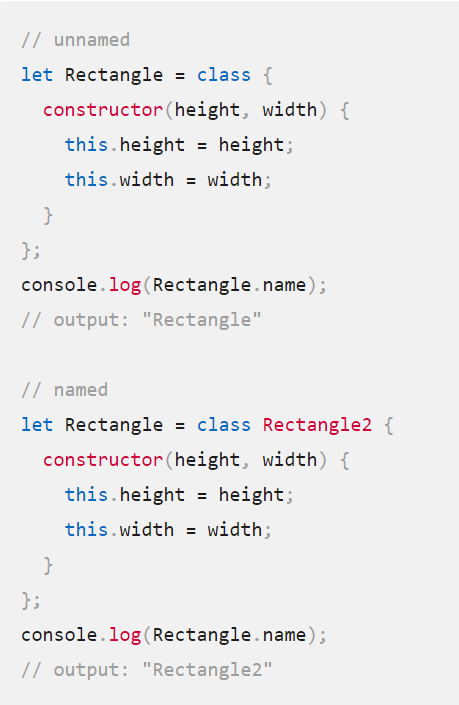 // unnamed
let Rectangle = class {
  constructor(height, width) {
    this.height = height;
    this.width = width;
  }
};
console.log(Rectangle.name);
// output: "Rectangle"

// named
let Rectangle = class Rectangle2 {
  constructor(height, width) {
    this.height = height;
    this.width = width;
  }
};
console.log(Rectangle.name);
// output: "Rectangle2"